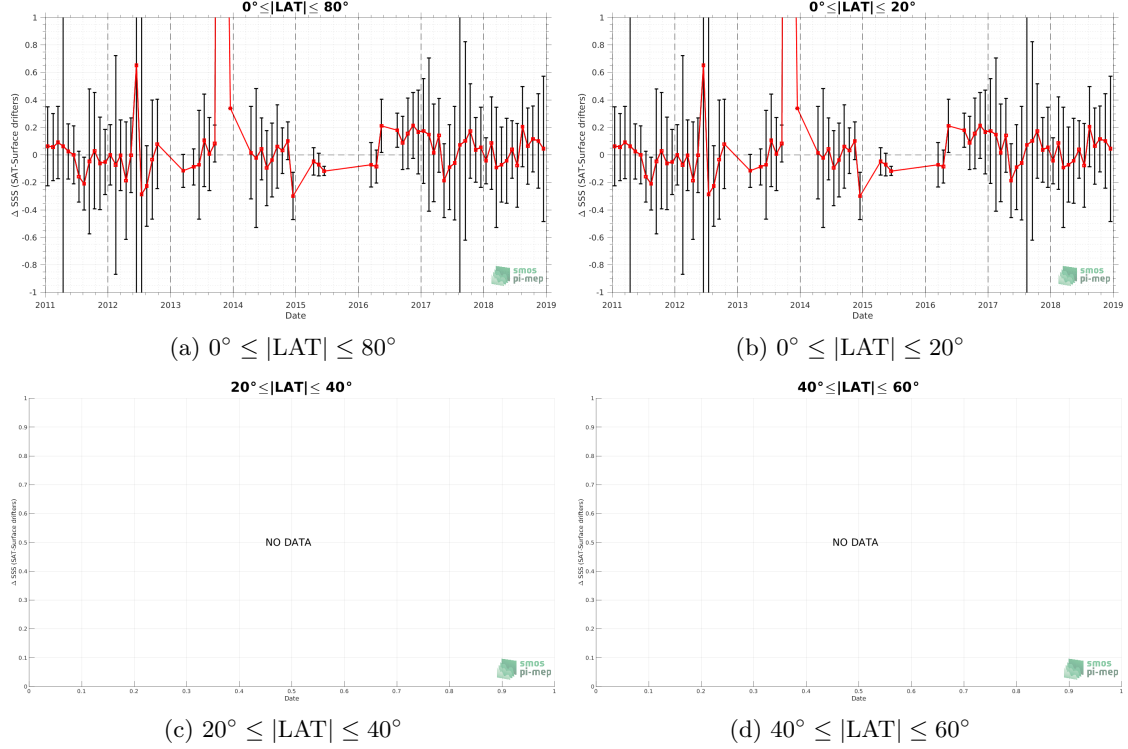 0°≤|LAT|≤ 80°
Δ SSS (SAT-Surface drifters)
1
0.8
0.6
0.4
0.2
0
-0.2
-0.4
-0.6
-0.8
-1
2011 2012 2013 2014 2015 2016 2017 2018 2019
Date
smos
pi-mep
(a) 0° ≤ |LAT| ≤ 80°
0°≤|LAT|≤ 20°
Δ SSS (SAT-Surface drifters)
1
0.8
0.6
0.4
0.2
0
-0.2
-0.4
-0.6
-0.8
-1
2011 2012 2013 2014 2015 2016 2017 2018 2019
Date
smos
pi-mep
(b) 0° ≤ |LAT| ≤ 20°
20°≤|LAT|≤ 40°
Δ SSS (SAT-Surface drifters)
1
0.9
0.8
0.7
0.6
0.5
0.4
0.3
0.2
0.1
0
NO DATA
0 0.1 0.2 0.3 0.4 0.5 0.6 0.7 0.8 0.9 1
Date
smos
pi-mep
(c) 20° ≤ |LAT| ≤ 40°
40°≤|LAT|≤ 60°
Δ SSS (SAT-Surface drifters)
1
0.9
0.8
0.7
0.6
0.5
0.4
0.3
0.2
0.1
0
NO DATA
0 0.1 0.2 0.3 0.4 0.5 0.6 0.7 0.8 0.9 1
Date
smos
pi-mep
(d) 40° ≤ |LAT| ≤ 60°